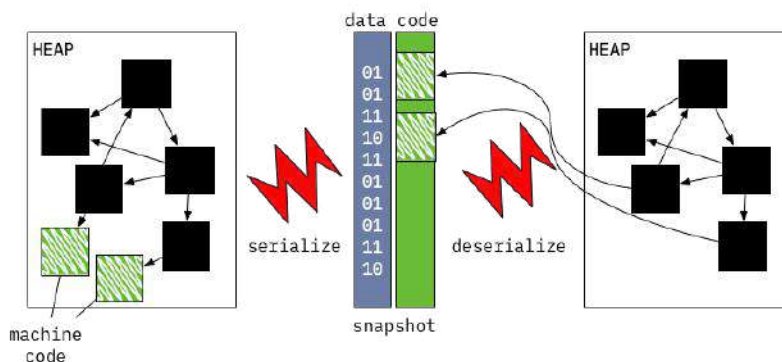 data code
HEAP
HEAP
01
01
11
10
11
01
01
01
11
10
serialize
deserialize
snapshot
machine
code